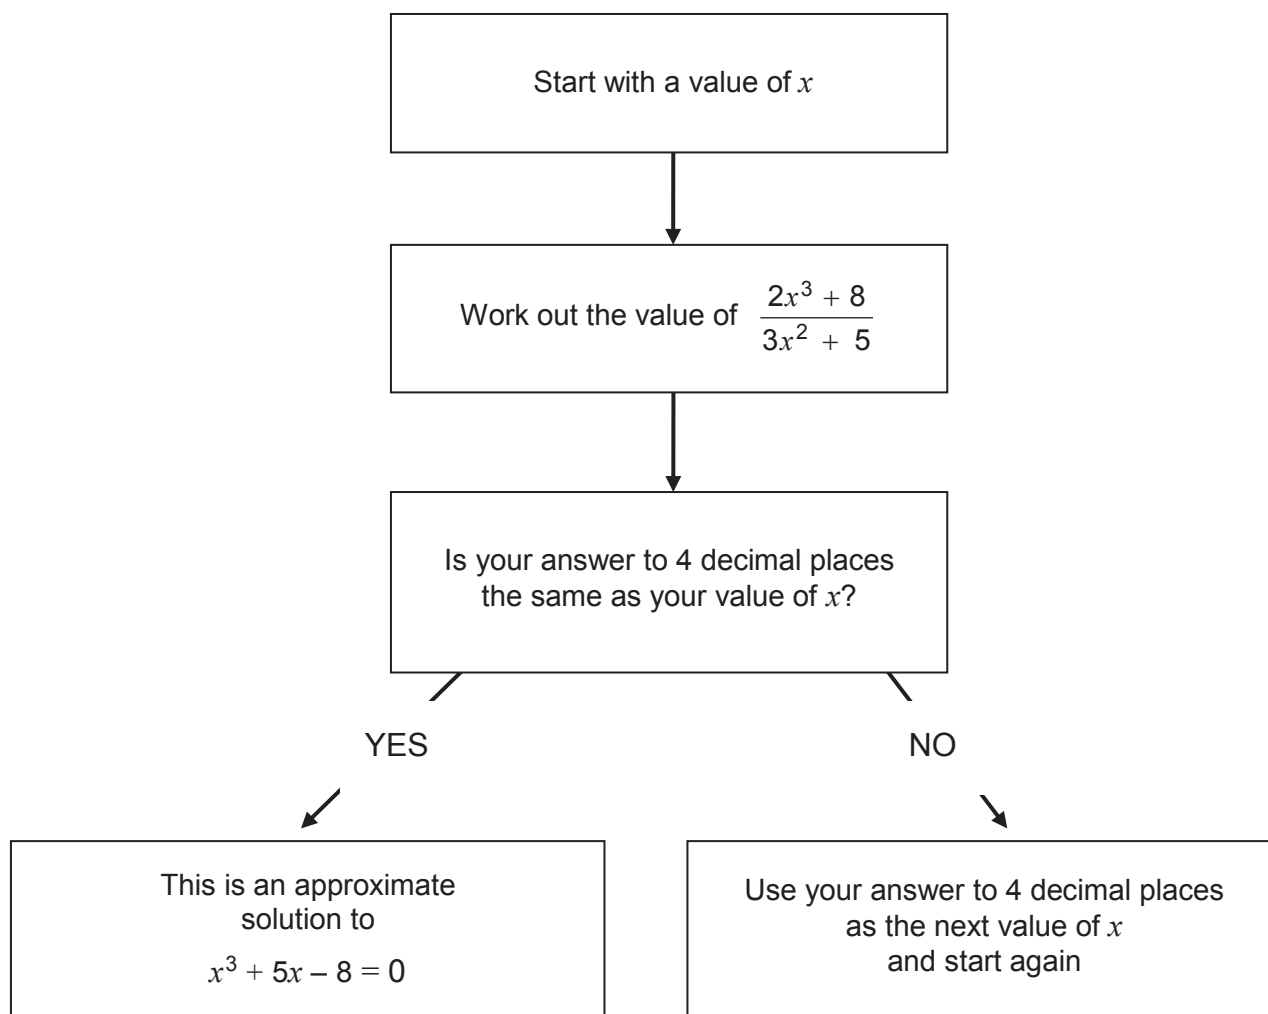 Start with a value of x
Work out the value of (2x³ + 8)/(3x² + 5)
Is your answer to 4 decimal places
the same as your value of x?
YES
NO
This is an approximate
solution to
x³ + 5x – 8 = 0
Use your answer to 4 decimal places
as the next value of x
and start again